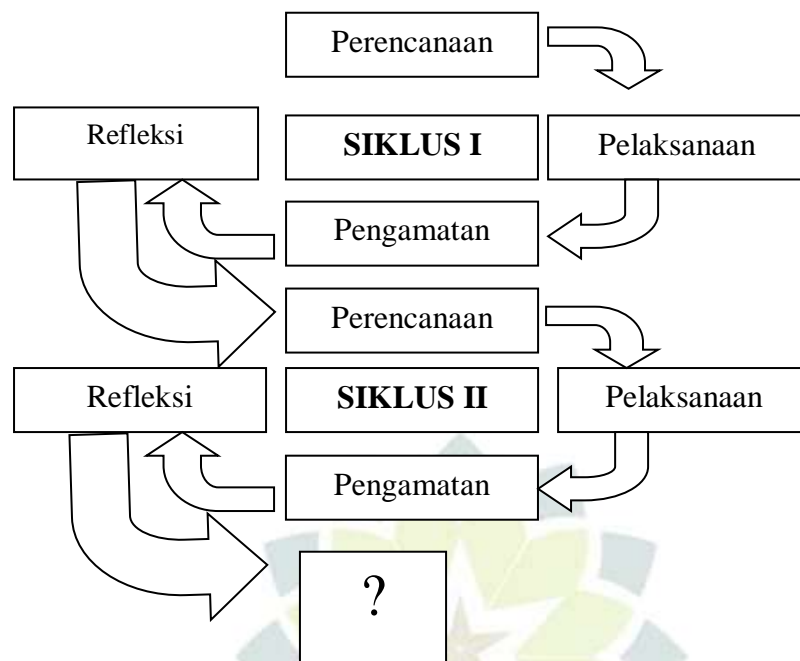 Perencanaan
Refleksi
SIKLUS I
Pelaksanaan
Pengamatan
Perencanaan
Refleksi
SIKLUS II
Pelaksanaan
Pengamatan
?